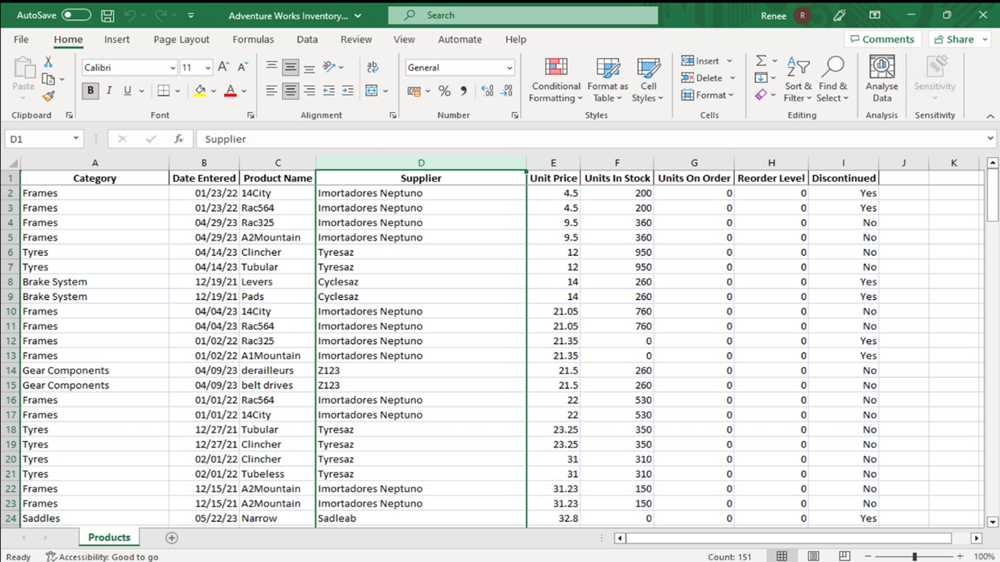 AutoSave Adventure Works Inventory... Search Renee R
File Home Insert Page Layout Formulas Data Review View Automate Help Comments Share
Paste Calibri 11 A A ab General Conditional Formatting Format as Table Cell Styles Insert Delete Format Sort & Filter Find & Select Analyse Data Sensitivity
B I U A %
Clipboard Font Alignment Number Styles Cells Editing Analysis Sensitivity
D1 fx Supplier
A B C D E F G H I J K
1 Category Date Entered Product Name Supplier Unit Price Units In Stock Units On Order Reorder Level Discontinued
2 Frames 01/23/22 14City Imortadores Neptuno 4.5 200 0 0 Yes
3 Frames 01/23/22 Rac564 Imortadores Neptuno 4.5 200 0 0 Yes
4 Frames 04/29/23 Rac325 Imortadores Neptuno 9.5 360 0 0 No
5 Frames 04/29/23 A2Mountain Imortadores Neptuno 9.5 360 0 0 No
6 Tyres 04/14/23 Clincher Tyresaz 12 950 0 0 No
7 Tyres 04/14/23 Tubular Tyresaz 12 950 0 0 No
8 Brake System 12/19/21 Levers Cyclesaz 14 260 0 0 Yes
9 Brake System 12/19/21 Pads Cyclesaz 14 260 0 0 Yes
10 Frames 04/04/23 14City Imortadores Neptuno 21.05 760 0 0 No
11 Frames 04/04/23 Rac564 Imortadores Neptuno 21.05 760 0 0 No
12 Frames 01/02/22 Rac325 Imortadores Neptuno 21.35 0 0 0 Yes
13 Frames 01/02/22 A1Mountain Imortadores Neptuno 21.35 0 0 0 Yes
14 Gear Components 04/09/23 derailleurs Z123 21.5 260 0 0 No
15 Gear Components 04/09/23 belt drives Z123 21.5 260 0 0 No
16 Frames 01/01/22 Rac564 Imortadores Neptuno 22 530 0 0 No
17 Frames 01/01/22 14City Imortadores Neptuno 22 530 0 0 No
18 Tyres 12/27/21 Tubular Tyresaz 23.25 350 0 0 No
19 Tyres 12/27/21 Clincher Tyresaz 23.25 350 0 0 No
20 Tyres 02/01/22 Clincher Tyresaz 31 310 0 0 No
21 Tyres 02/01/22 Tubeless Tyresaz 31 310 0 0 No
22 Frames 12/15/21 A2Mountain Imortadores Neptuno 31.23 150 0 0 No
23 Frames 12/15/21 A2Mountain Imortadores Neptuno 31.23 150 0 0 No
24 Saddles 05/22/23 Narrow Sadleab 32.8 0 0 0 Yes
Products
Ready Accessibility: Good to go Count: 151 100%